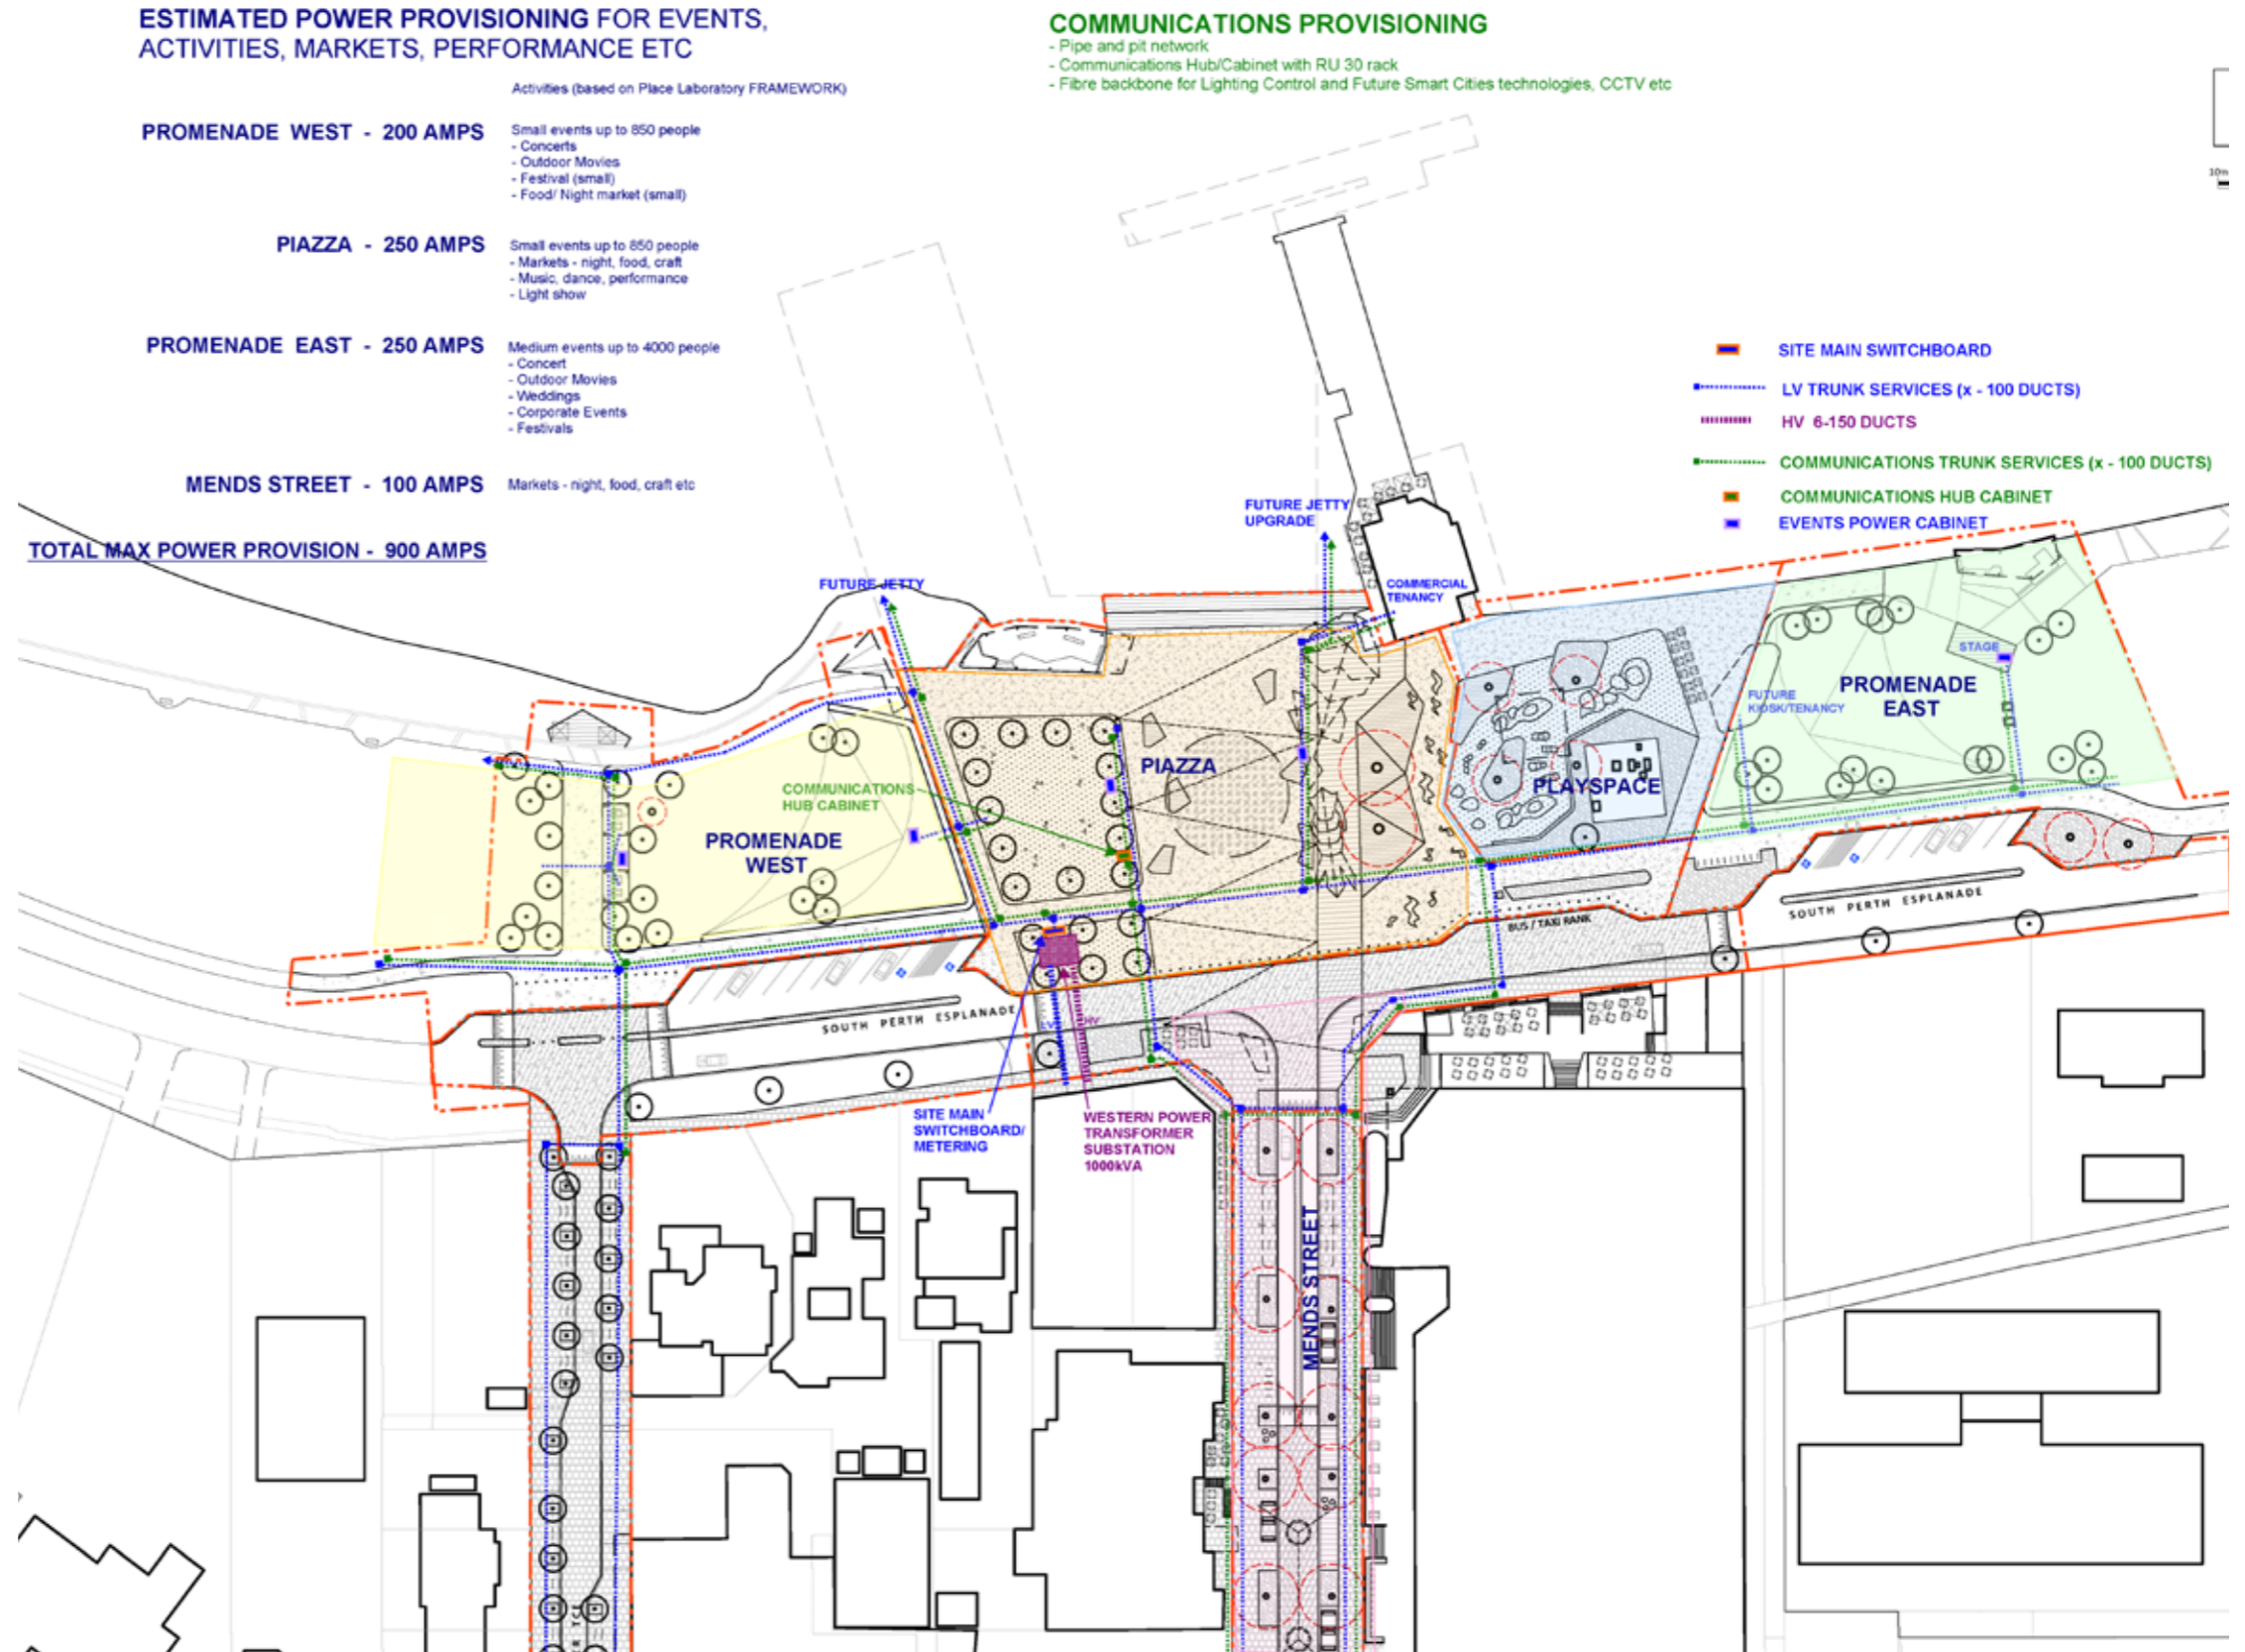 ESTIMATED POWER PROVISIONING FOR EVENTS,
ACTIVITIES, MARKETS, PERFORMANCE ETC
Activities (based on Place Laboratory FRAMEWORK)
PROMENADE WEST - 200 AMPS
Small events up to 850 people
- Concerts
- Outdoor Movies
- Festival (small)
- Food/ Night market (small)
PIAZZA - 250 AMPS
Small events up to 850 people
- Markets - night, food, craft
- Music, dance, performance
- Light show
PROMENADE EAST - 250 AMPS
Medium events up to 4000 people
- Concert
- Outdoor Movies
- Weddings
- Corporate Events
- Festivals
MENDS STREET - 100 AMPS
Markets - night, food, craft etc
TOTAL MAX POWER PROVISION - 900 AMPS
COMMUNICATIONS PROVISIONING
- Pipe and pit network
- Communications Hub/Cabinet with RU 30 rack
- Fibre backbone for Lighting Control and Future Smart Cities technologies, CCTV etc
10m
SITE MAIN SWITCHBOARD
LV TRUNK SERVICES (x - 100 DUCTS)
HV 6-150 DUCTS
COMMUNICATIONS TRUNK SERVICES (x - 100 DUCTS)
COMMUNICATIONS HUB CABINET
EVENTS POWER CABINET
FUTURE JETTY
UPGRADE
FUTURE JETTY
COMMERCIAL
TENANCY
STAGE
PROMENADE
EAST
FUTURE
KIOSK/TENANCY
PIAZZA
PLAYSPACE
COMMUNICATIONS
HUB CABINET
PROMENADE
WEST
SOUTH PERTH ESPLANADE
BUS / TAXI RANK
SOUTH PERTH ESPLANADE
LV
HV
SITE MAIN
SWITCHBOARD/
METERING
WESTERN POWER
TRANSFORMER
SUBSTATION
1000kVA
MENDS STREET